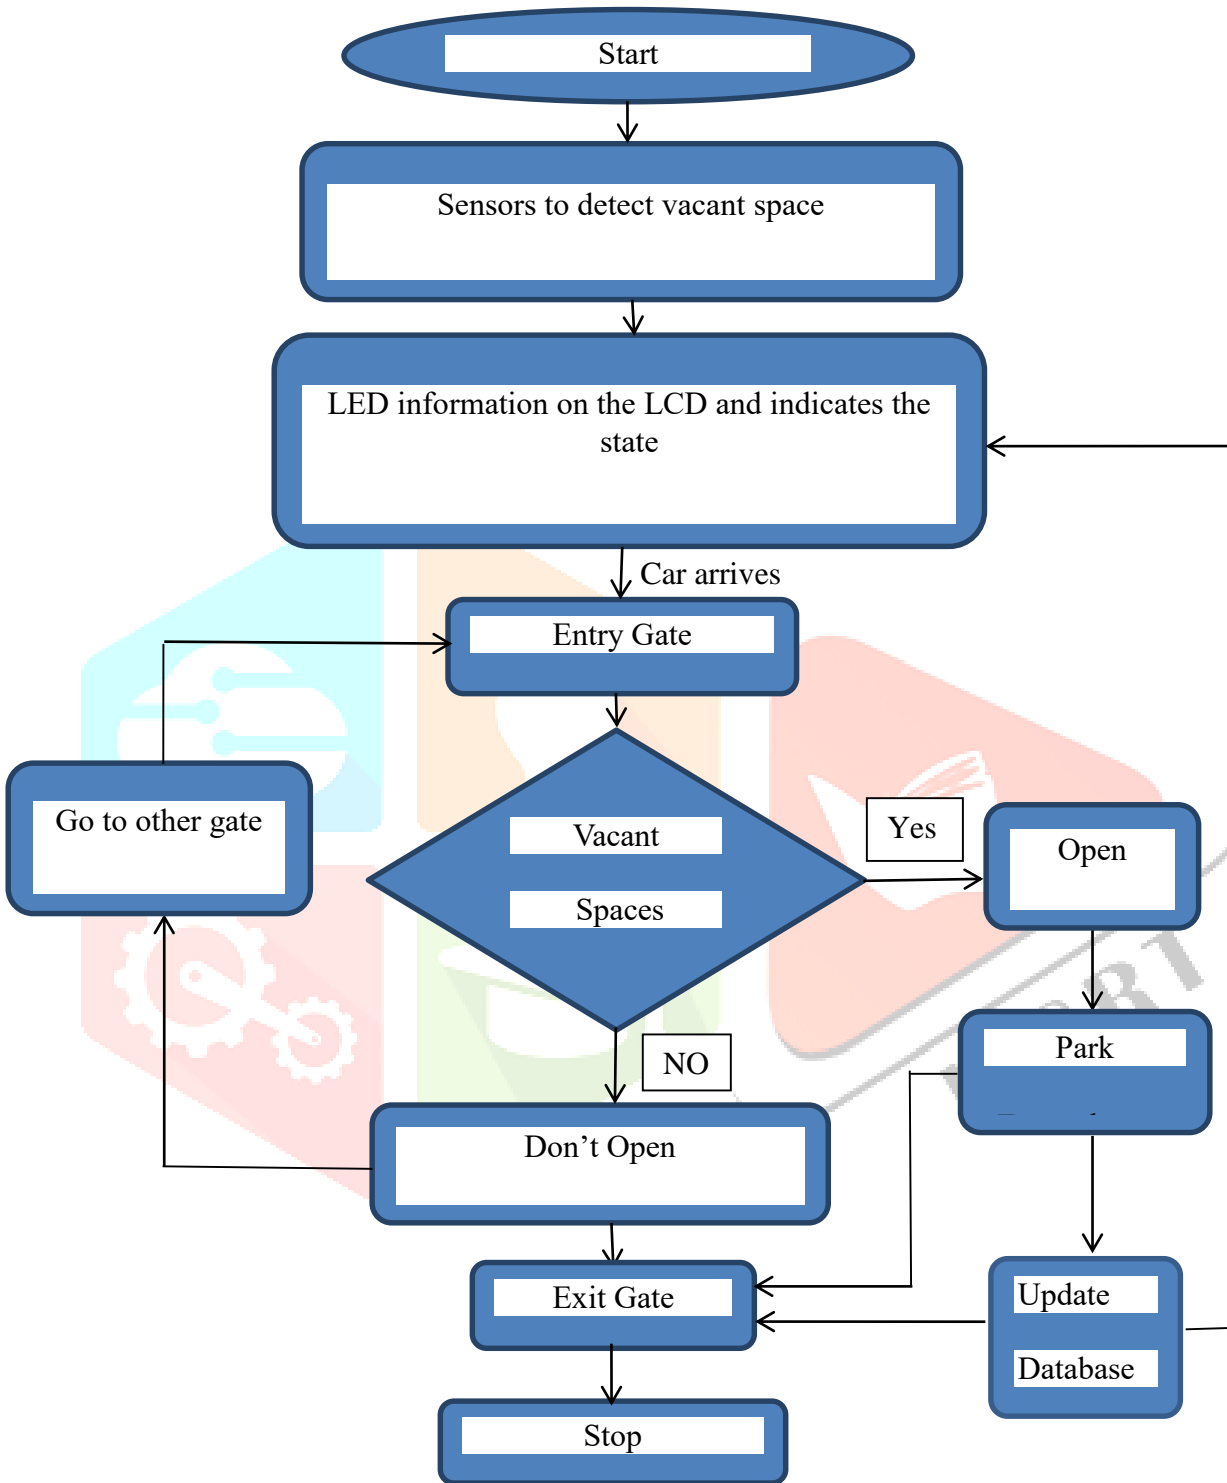 Start
Sensors to detect vacant space
LED information on the LCD and indicates the
state
Car arrives
Entry Gate
Go to other gate
Vacant
Spaces
Yes
Open
NO
Park
Don’t Open
Exit Gate
Update
Database
Stop